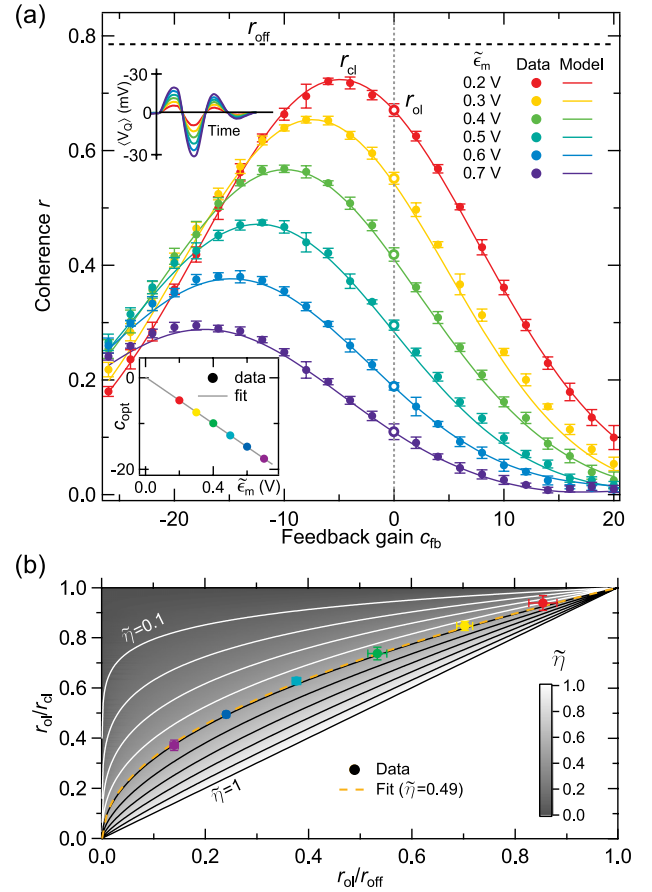 (a)
0.8
0.6
0.4
0.2
0.0
Coherence r
r_off
r_cl
r_ol
30
0
-30
⟨V_Q⟩ (mV)
Time
ε̃_m Data Model
0.2 V
0.3 V
0.4 V
0.5 V
0.6 V
0.7 V
0
-20
c_opt
data
fit
0.0 0.4 ε̃_m (V)
-20 -10 0 10 20
Feedback gain c_fb
(b)
1.0
0.8
0.6
0.4
0.2
0.0
r_ol/r_cl
η̃=0.1
η̃=1
Data
Fit (η̃=0.49)
η̃
1.0
0.8
0.6
0.4
0.2
0.0
0.0 0.2 0.4 0.6 0.8 1.0
r_ol/r_off